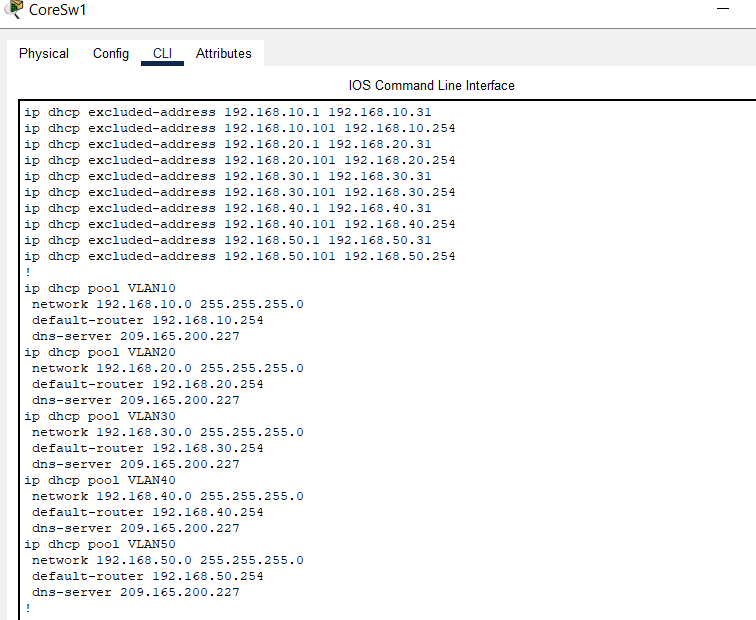 CoreSw1
Physical Config CLI Attributes
IOS Command Line Interface
ip dhcp excluded-address 192.168.10.1 192.168.10.31
ip dhcp excluded-address 192.168.10.101 192.168.10.254
ip dhcp excluded-address 192.168.20.1 192.168.20.31
ip dhcp excluded-address 192.168.20.101 192.168.20.254
ip dhcp excluded-address 192.168.30.1 192.168.30.31
ip dhcp excluded-address 192.168.30.101 192.168.30.254
ip dhcp excluded-address 192.168.40.1 192.168.40.31
ip dhcp excluded-address 192.168.40.101 192.168.40.254
ip dhcp excluded-address 192.168.50.1 192.168.50.31
ip dhcp excluded-address 192.168.50.101 192.168.50.254
!
ip dhcp pool VLAN10
 network 192.168.10.0 255.255.255.0
 default-router 192.168.10.254
 dns-server 209.165.200.227
ip dhcp pool VLAN20
 network 192.168.20.0 255.255.255.0
 default-router 192.168.20.254
 dns-server 209.165.200.227
ip dhcp pool VLAN30
 network 192.168.30.0 255.255.255.0
 default-router 192.168.30.254
 dns-server 209.165.200.227
ip dhcp pool VLAN40
 network 192.168.40.0 255.255.255.0
 default-router 192.168.40.254
 dns-server 209.165.200.227
ip dhcp pool VLAN50
 network 192.168.50.0 255.255.255.0
 default-router 192.168.50.254
 dns-server 209.165.200.227
!